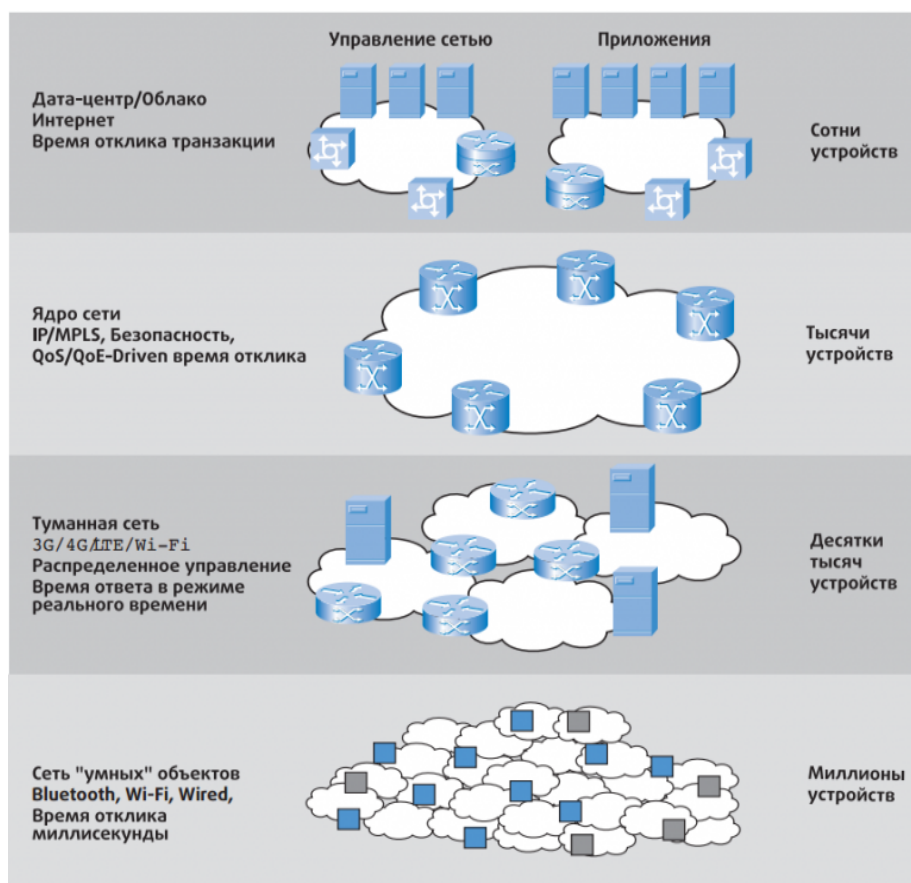 Управление сетью
Приложения
Дата-центр/Облако
Интернет
Время отклика транзакции
Сотни
устройств
Ядро сети
IP/MPLS, Безопасность,
QoS/QoE-Driven время отклика
Тысячи
устройств
Туманная сеть
3G/4G/LTE/Wi-Fi
Распределенное управление
Время ответа в режиме
реального времени
Десятки
тысяч
устройств
Сеть "умных" объектов
Bluetooth, Wi-Fi, Wired,
Время отклика
миллисекунды
Миллионы
устройств